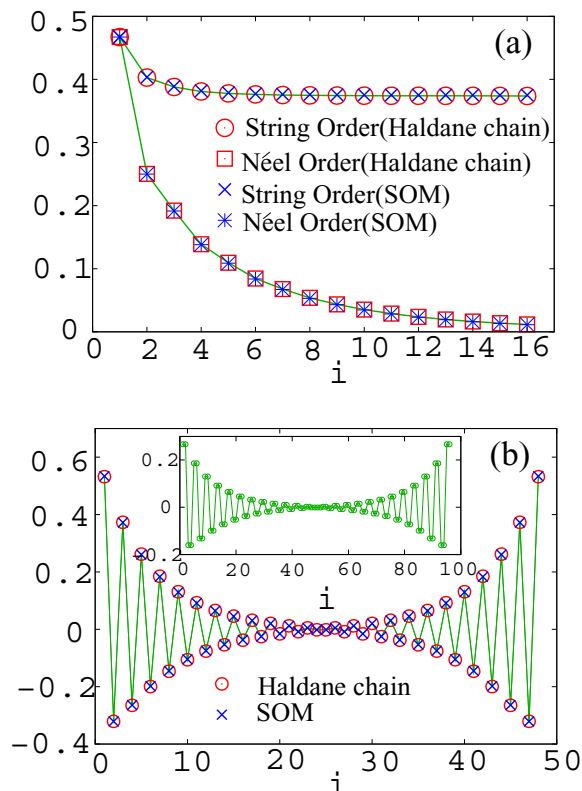 0.5
(a)
0.4
String Order(Haldane chain)
0.3
Néel Order(Haldane chain)
String Order(SOM)
0.2
Néel Order(SOM)
0.1
0
0 2 4 6 8 10 12 14 16
i
(b)
0.6
0.2
0
-0.2
0 20 40 60 80 100
i
0.4
0.2
0
-0.2
Haldane chain
SOM
-0.4
0 10 20 30 40 50
i